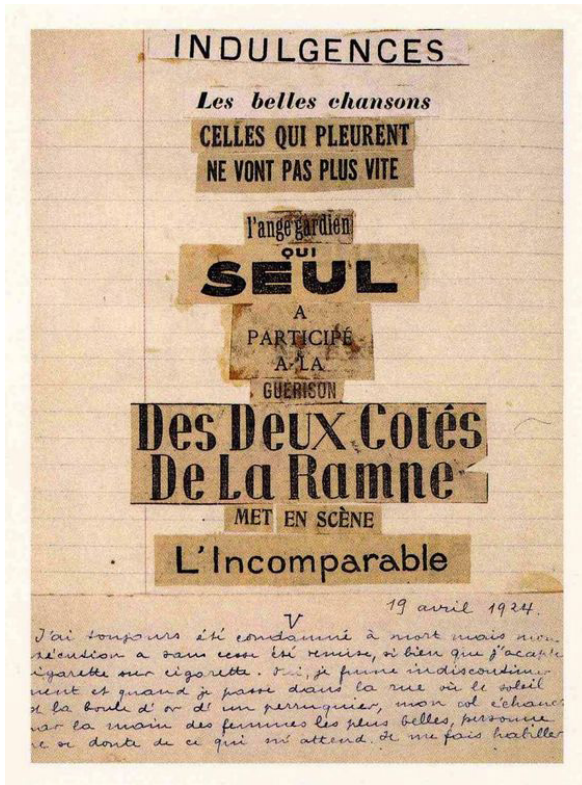 INDULGENCES
Les belles chansons
CELLES QUI PLEURENT
NE VONT PAS PLUS VITE
l'ange gardien
QUI
SEUL
A
PARTICIPÉ
A LA
GUÉRISON
Des Deux Cotés
De La Rampe
MET EN SCÈNE
L'Incomparable
19 avril 1924.
V
J'ai toujours été condamné à mort mais mon
exécution a sans cesse été remise, si bien que j'accepte
cigarette sur cigarette. Oui, je fume indiscontinu
ment et quand je passe dans la rue où le soleil
la boule d'or d'un perruquier, mon col échanc
par la main des femmes les plus belles, personne
ne se doute de ce qui m'attend. Je me fais habiller